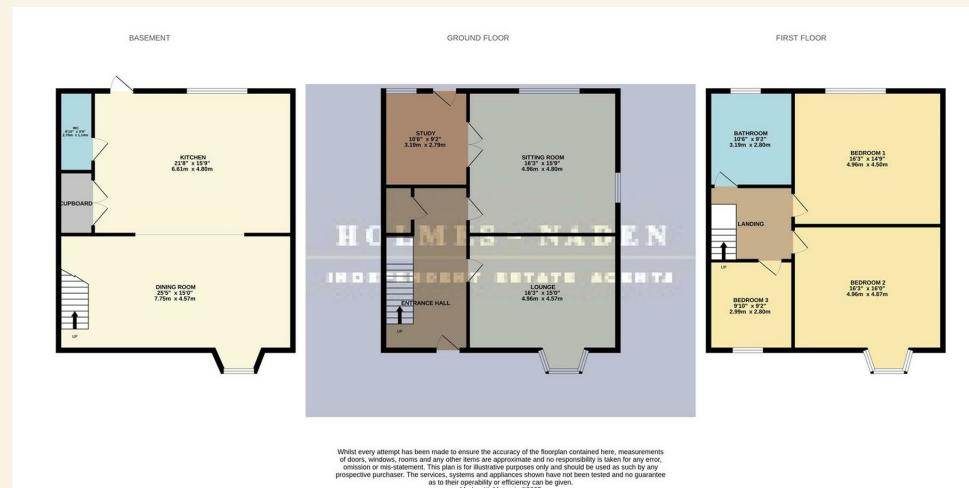 BASEMENT
GROUND FLOOR
FIRST FLOOR
KITCHEN
21'8" x 15'9"
6.61m x 4.80m
CUPBOARD
DINING ROOM
25'5" x 15'0"
7.75m x 4.57m
UP
WC
STUDY
10'6" x 9'2"
3.19m x 2.79m
SITTING ROOM
16'3" x 15'9"
4.96m x 4.80m
HOLMES-NADEN
INDEPENDENT ESTATE AGENTS
ENTRANCE HALL
UP
LOUNGE
16'3" x 15'0"
4.96m x 4.57m
BATHROOM
10'6" x 9'2"
3.19m x 2.80m
BEDROOM 1
16'3" x 14'9"
4.96m x 4.50m
LANDING
UP
BEDROOM 2
16'3" x 16'0"
4.96m x 4.87m
BEDROOM 3
9'10" x 9'2"
2.99m x 2.80m
Whilst every attempt has been made to ensure the accuracy of the floorplan contained here, measurements
of doors, windows, rooms and any other items are approximate and no responsibility is taken for any error,
omission or mis-statement. This plan is for illustrative purposes only and should be used as such by any
prospective purchaser. The services, systems and appliances shown have not been tested and no guarantee
as to their operability or efficiency can be given.